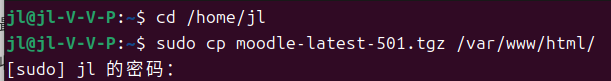 jl@jl-V-V-P:~$ cd /home/jl
jl@jl-V-V-P:~$ sudo cp moodle-latest-501.tgz /var/www/html/
[sudo] jl 的密码：